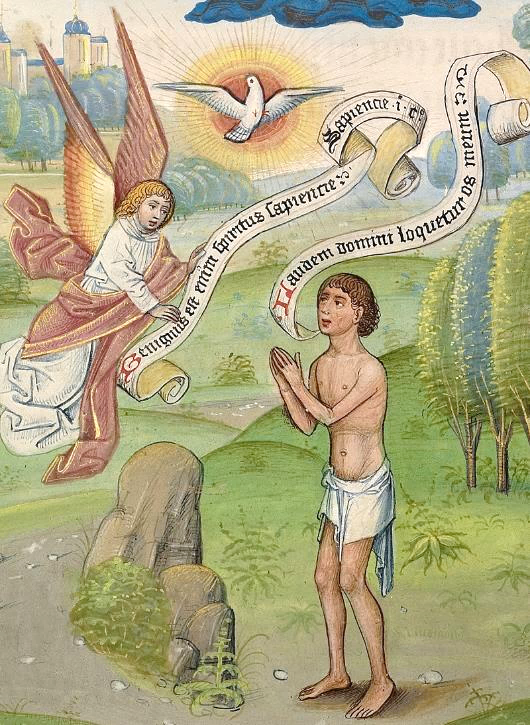 Benignus est enim spiritus sapiencie
Sapiencie .i. c
Laudem domini loquetur os meum